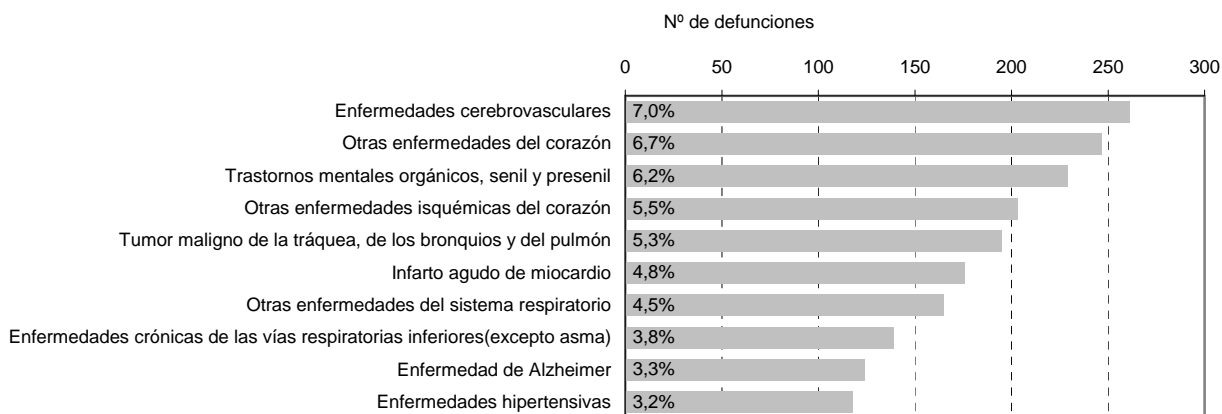 Nº de defunciones
0 50 100 150 200 250 300
Enfermedades cerebrovasculares 7,0%
Otras enfermedades del corazón 6,7%
Trastornos mentales orgánicos, senil y presenil 6,2%
Otras enfermedades isquémicas del corazón 5,5%
Tumor maligno de la tráquea, de los bronquios y del pulmón 5,3%
Infarto agudo de miocardio 4,8%
Otras enfermedades del sistema respiratorio 4,5%
Enfermedades crónicas de las vías respiratorias inferiores(excepto asma) 3,8%
Enfermedad de Alzheimer 3,3%
Enfermedades hipertensivas 3,2%